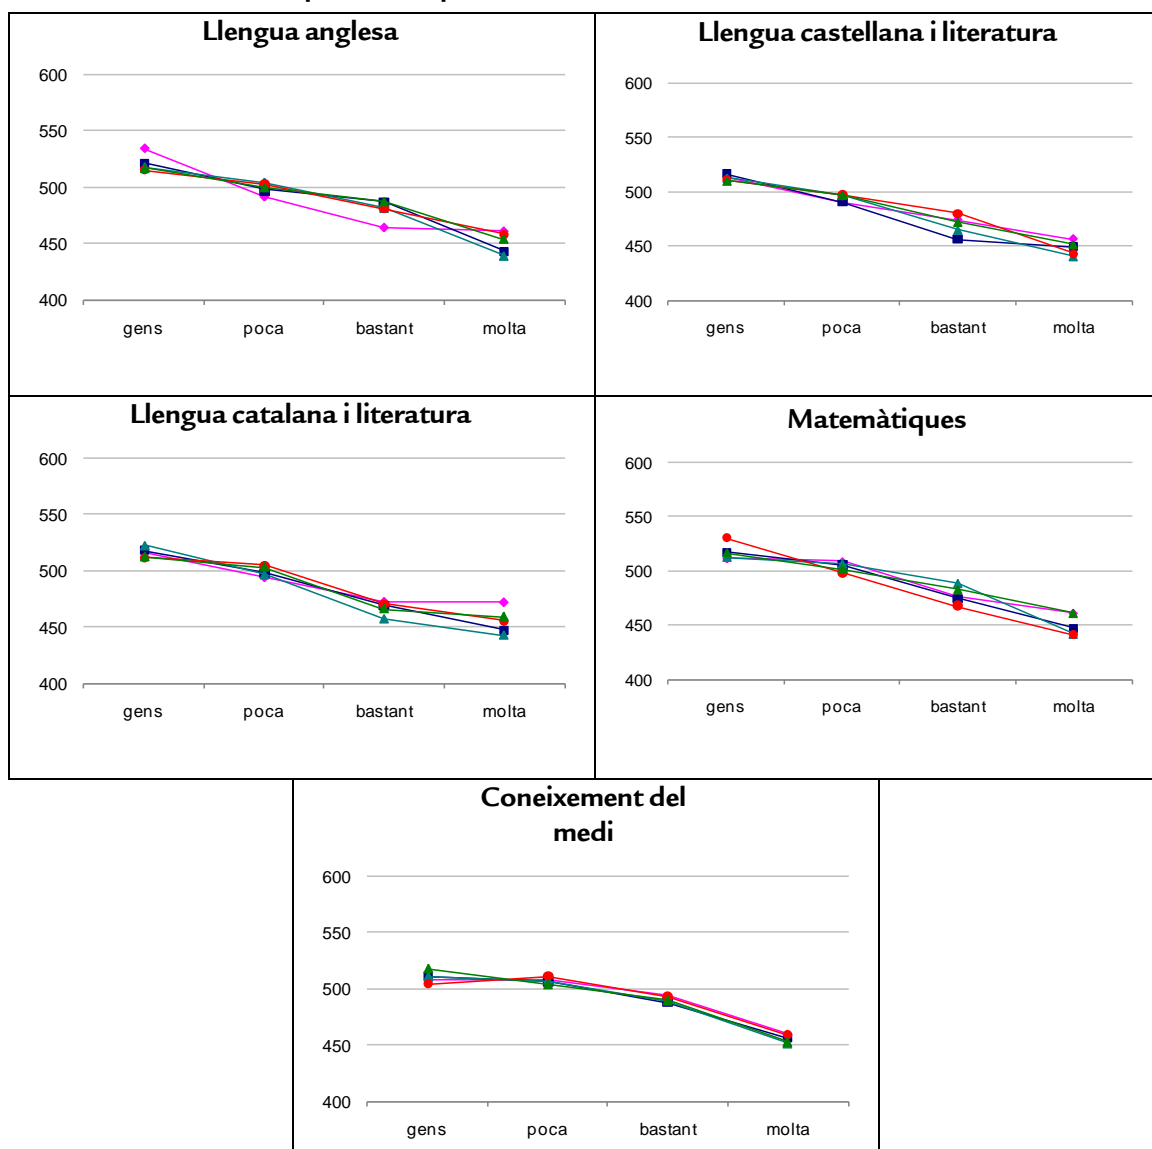 Llengua anglesa
600
550
500
450
400
gens poca bastant molta
Llengua castellana i literatura
600
550
500
450
400
gens poca bastant molta
Llengua catalana i literatura
600
550
500
450
400
gens poca bastant molta
Matemàtiques
600
550
500
450
400
gens poca bastant molta
Coneixement del
medi
600
550
500
450
400
gens poca bastant molta